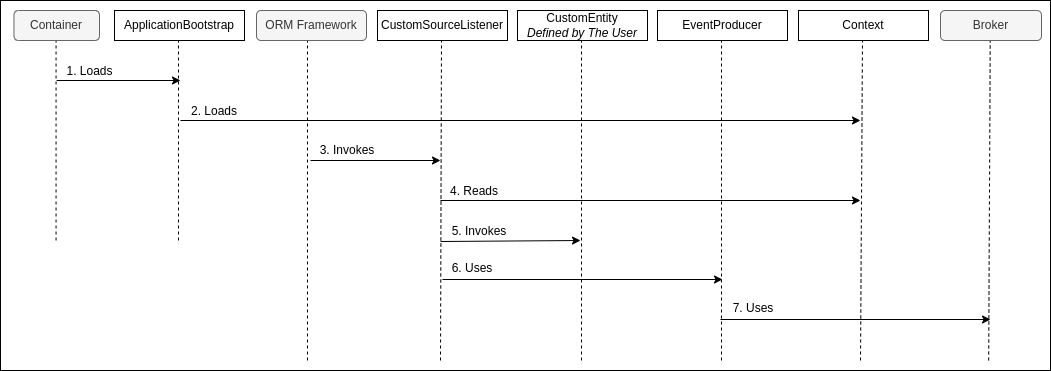 Container
ApplicationBootstrap
ORM Framework
CustomSourceListener
CustomEntity
Defined by The User
EventProducer
Context
Broker
1. Loads
2. Loads
3. Invokes
4. Reads
5. Invokes
6. Uses
7. Uses